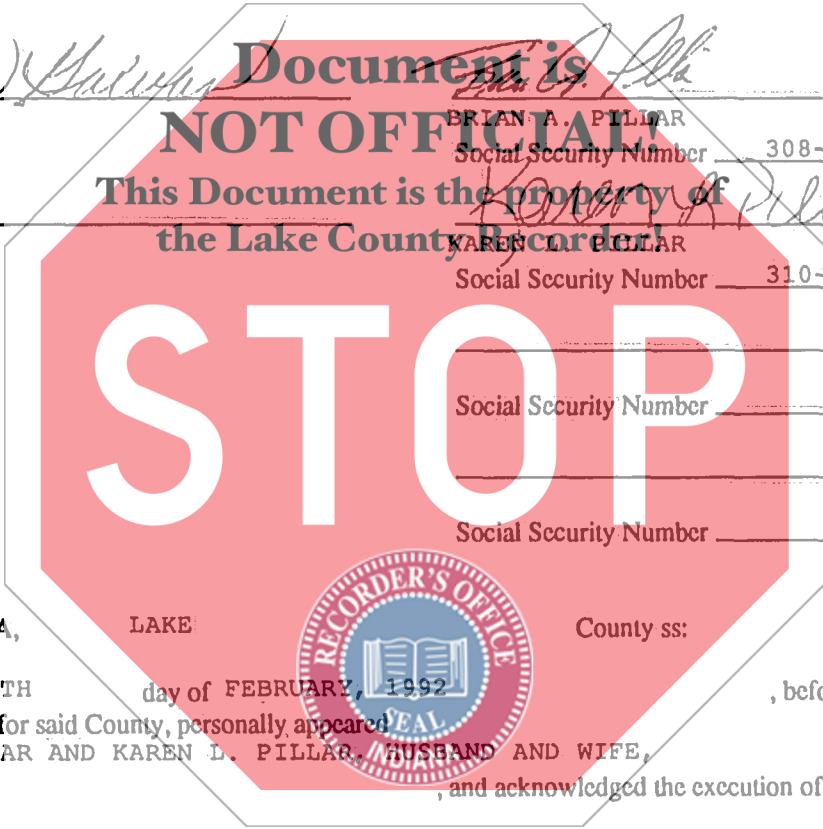 Document is
NOT OFFICIAL!
This Document is the property of
the Lake County Recorder!
STOP
BRIAN A. PILLAR
Social Security Number 308-
KAREN L. PILLAR
Social Security Number 310-
Social Security Number
Social Security Number
A, LAKE County ss:
TH day of FEBRUARY, 1992 , befo
for said County, personally appeared
AR AND KAREN L. PILLAR, HUSBAND AND WIFE,
, and acknowledged the execution of
RECORDER'S OFFICE
SEAL
INDIANA